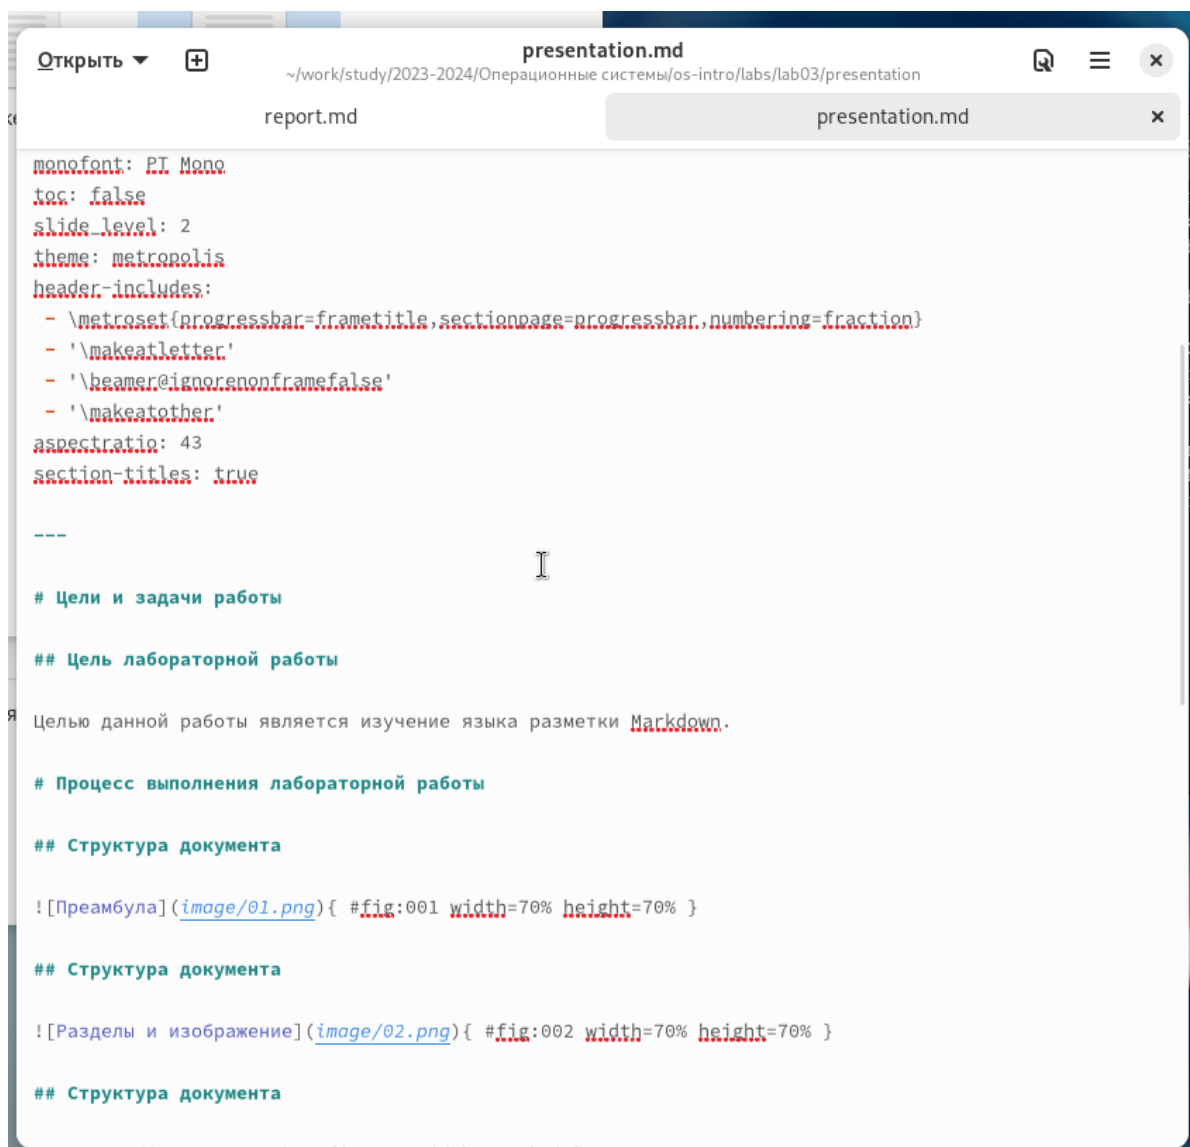 Открыть
presentation.md
~/work/study/2023-2024/Операционные системы/os-intro/labs/lab03/presentation
report.md
presentation.md
monofont: PT Mono
toc: false
slide_level: 2
theme: metropolis
header-includes:
 - \metroset{progressbar=frametitle,sectionpage=progressbar,numbering=fraction}
 - '\makeatletter'
 - '\beamer@ignorenonframefalse'
 - '\makeatother'
aspectratio: 43
section-titles: true
---
# Цели и задачи работы
## Цель лабораторной работы
Целью данной работы является изучение языка разметки Markdown.
# Процесс выполнения лабораторной работы
## Структура документа
![Преамбула](image/01.png){ #fig:001 width=70% height=70% }
## Структура документа
![Разделы и изображение](image/02.png){ #fig:002 width=70% height=70% }
## Структура документа